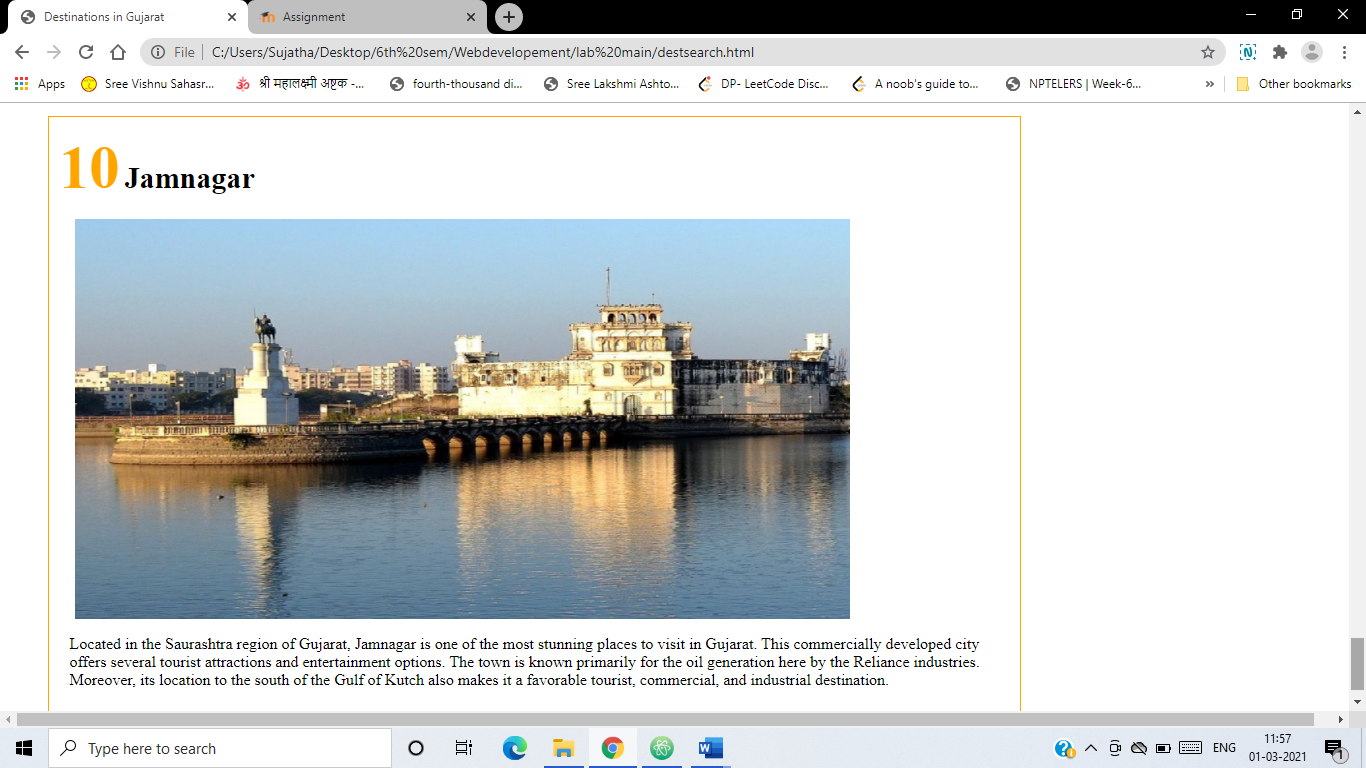 Destinations in Gujarat
Assignment
File
C:/Users/Sujatha/Desktop/6th%20sem/Webdevelopement/lab%20main/destsearch.html
Apps
Sree Vishnu Sahasr...
श्री महालक्ष्मी अष्टक -...
fourth-thousand di...
Sree Lakshmi Ashto...
DP- LeetCode Disc...
A noob's guide to...
NPTELERS | Week-6...
»
Other bookmarks
10 Jamnagar
Located in the Saurashtra region of Gujarat, Jamnagar is one of the most stunning places to visit in Gujarat. This commercially developed city
offers several tourist attractions and entertainment options. The town is known primarily for the oil generation here by the Reliance industries.
Moreover, its location to the south of the Gulf of Kutch also makes it a favorable tourist, commercial, and industrial destination.
Type here to search
ENG
11:57
01-03-2021
1